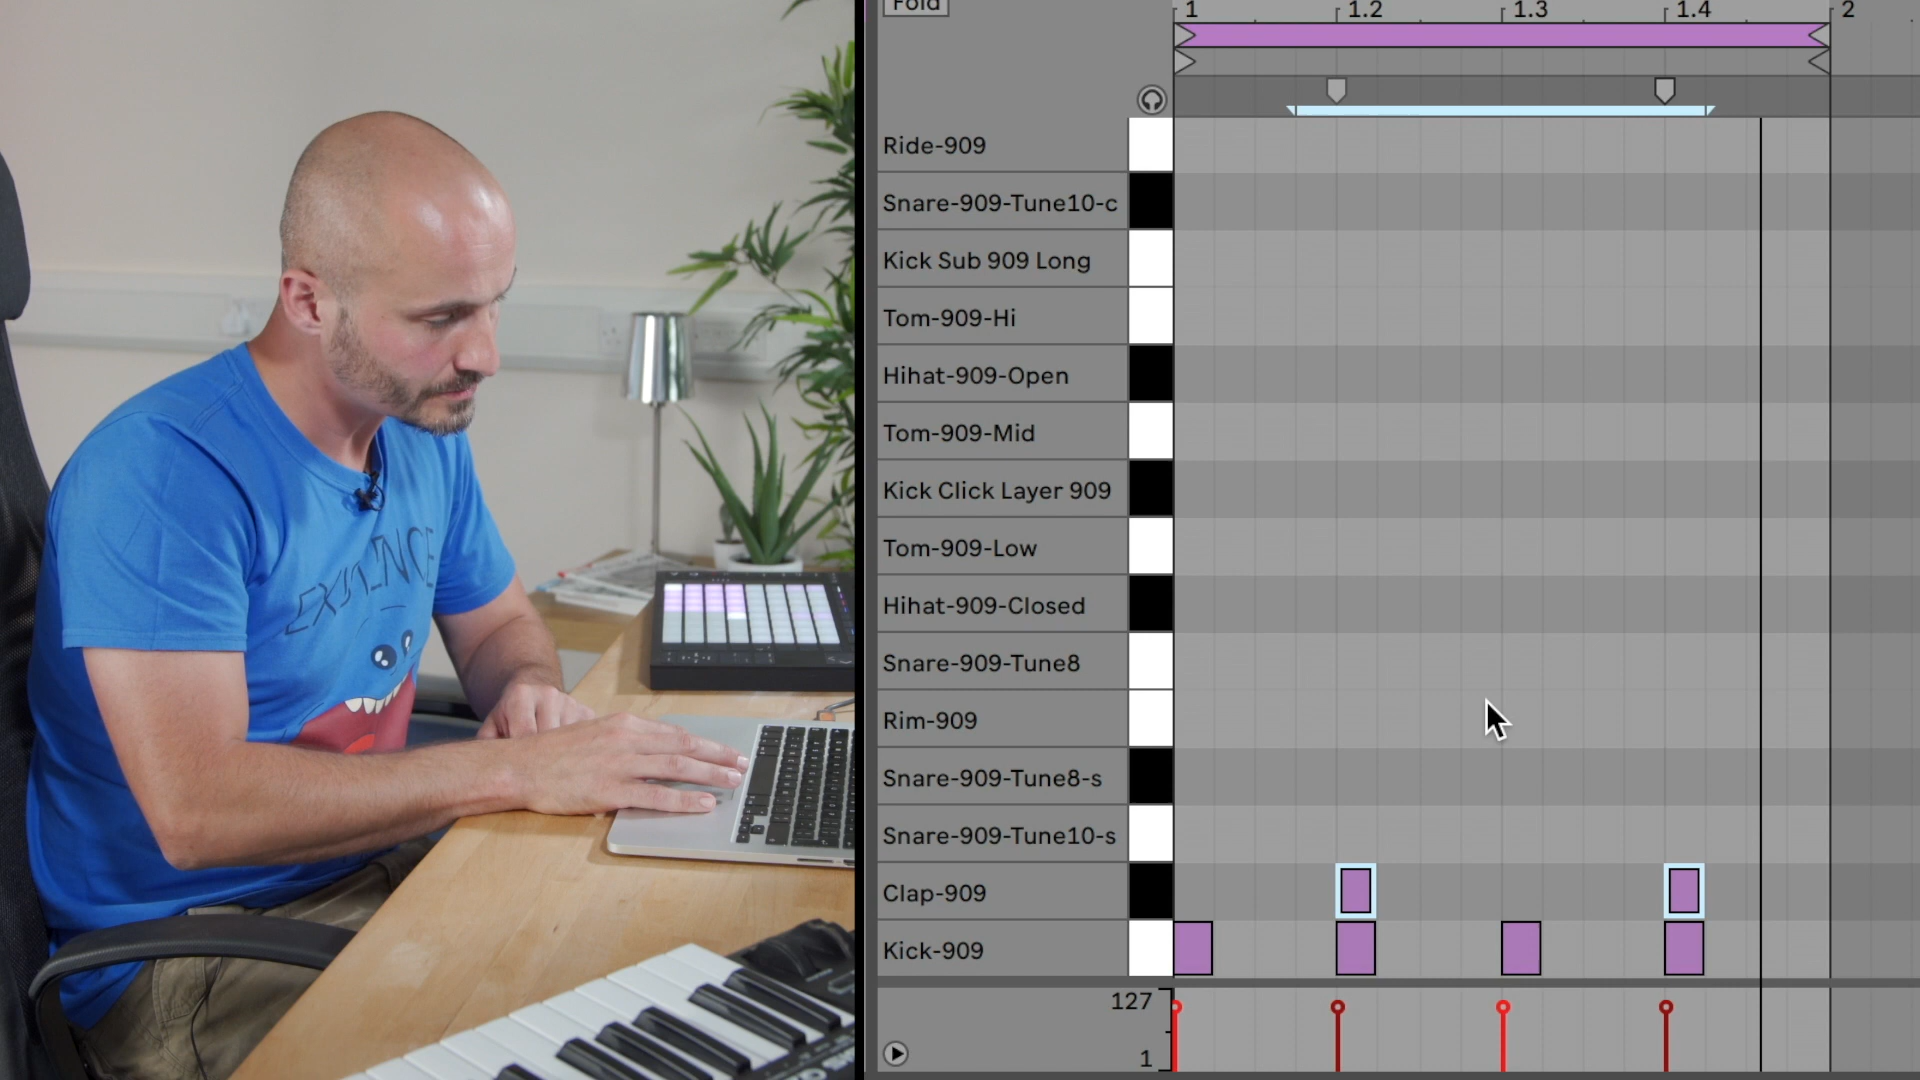 Fold
1 1.2 1.3 1.4 2
Ride-909
Snare-909-Tune10-c
Kick Sub 909 Long
Tom-909-Hi
Hihat-909-Open
Tom-909-Mid
Kick Click Layer 909
Tom-909-Low
Hihat-909-Closed
Snare-909-Tune8
Rim-909
Snare-909-Tune8-s
Snare-909-Tune10-s
Clap-909
Kick-909
127
1